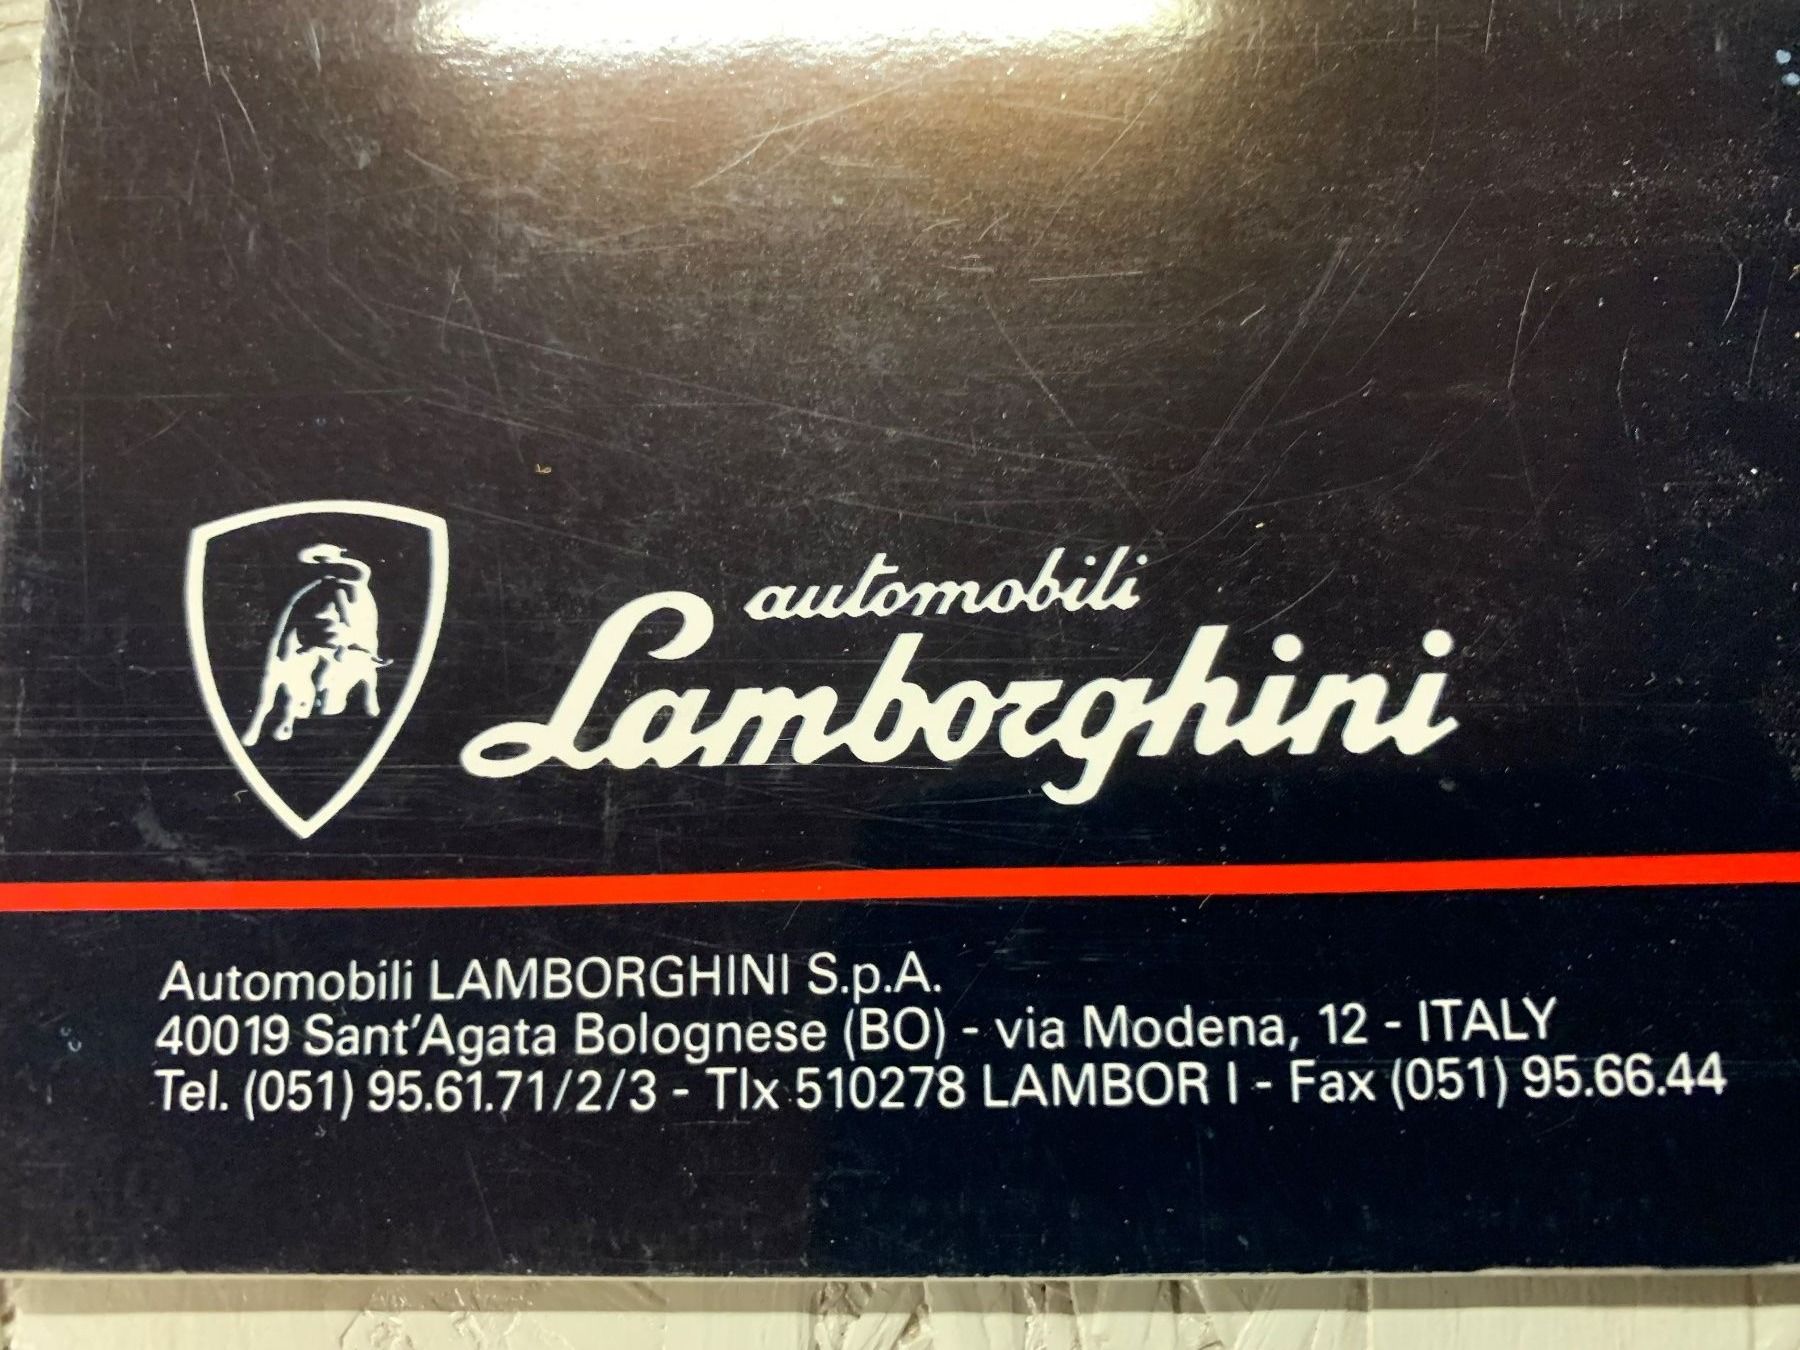 automobili
Lamborghini
Automobili LAMBORGHINI S.p.A.
40019 Sant'Agata Bolognese (BO) - via Modena, 12 - ITALY
Tel. (051) 95.61.71/2/3 - Tlx 510278 LAMBOR I - Fax (051) 95.66.44